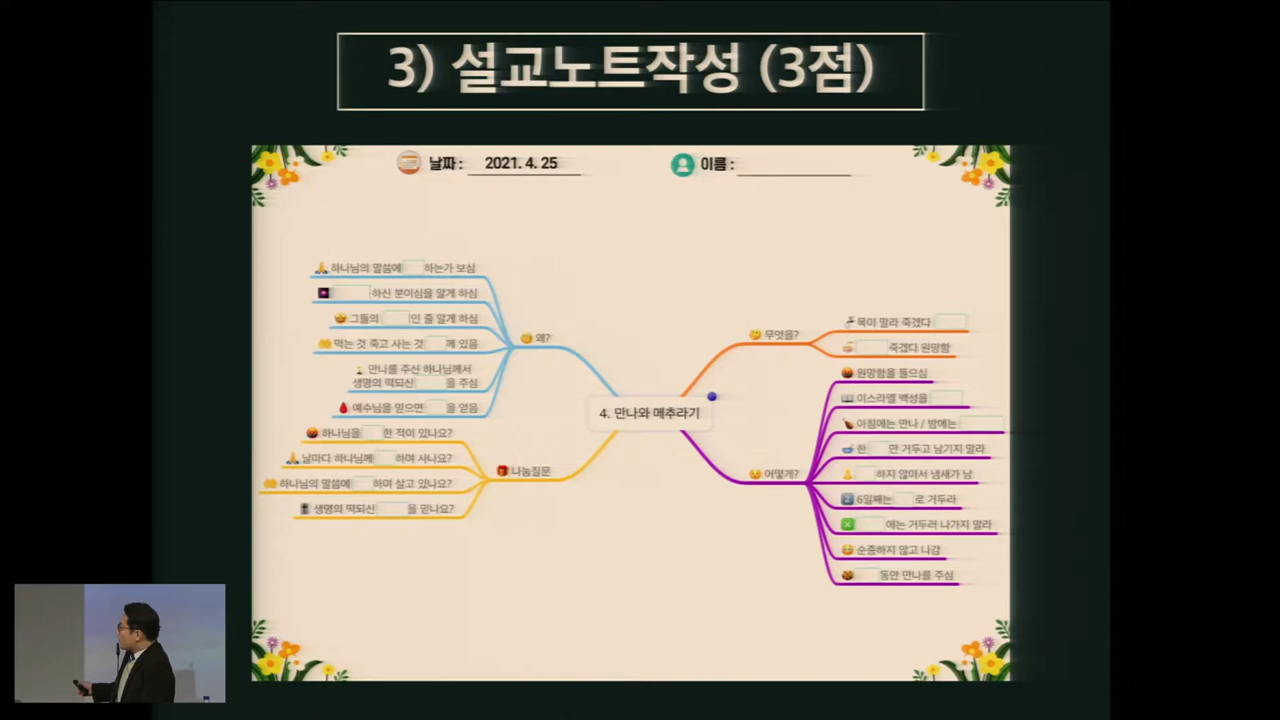 3) 설교노트작성 (3점)
날짜 : 2021. 4. 25
이름 :
하나님의 말씀에 하는가 보심
하신 분이심을 알게 하심
그들의 인 줄 알게 하심
먹는 것 죽고 사는 것 께 있음
만나를 주신 하나님께서
생명의 떡되신 을 주심
예수님을 믿으면 을 얻음
왜?
하나님을 한 적이 있나요?
날마다 하나님께 하며 사나요?
하나님의 말씀에 하며 살고 있나요?
생명의 떡되신 을 믿나요?
나눔질문
4. 만나와 메추라기
무엇을?
목이 말라 죽겠다
죽겠다 원망함
어떻게?
원망함을 들으심
이스라엘 백성을
아침에는 만나 / 밤에는
한 만 거두고 남기지 말라
하지 않아서 냄새가 남
6일째는 로 거두라
에는 거두러 나가지 말라
순종하지 않고 나감
동안 만나를 주심